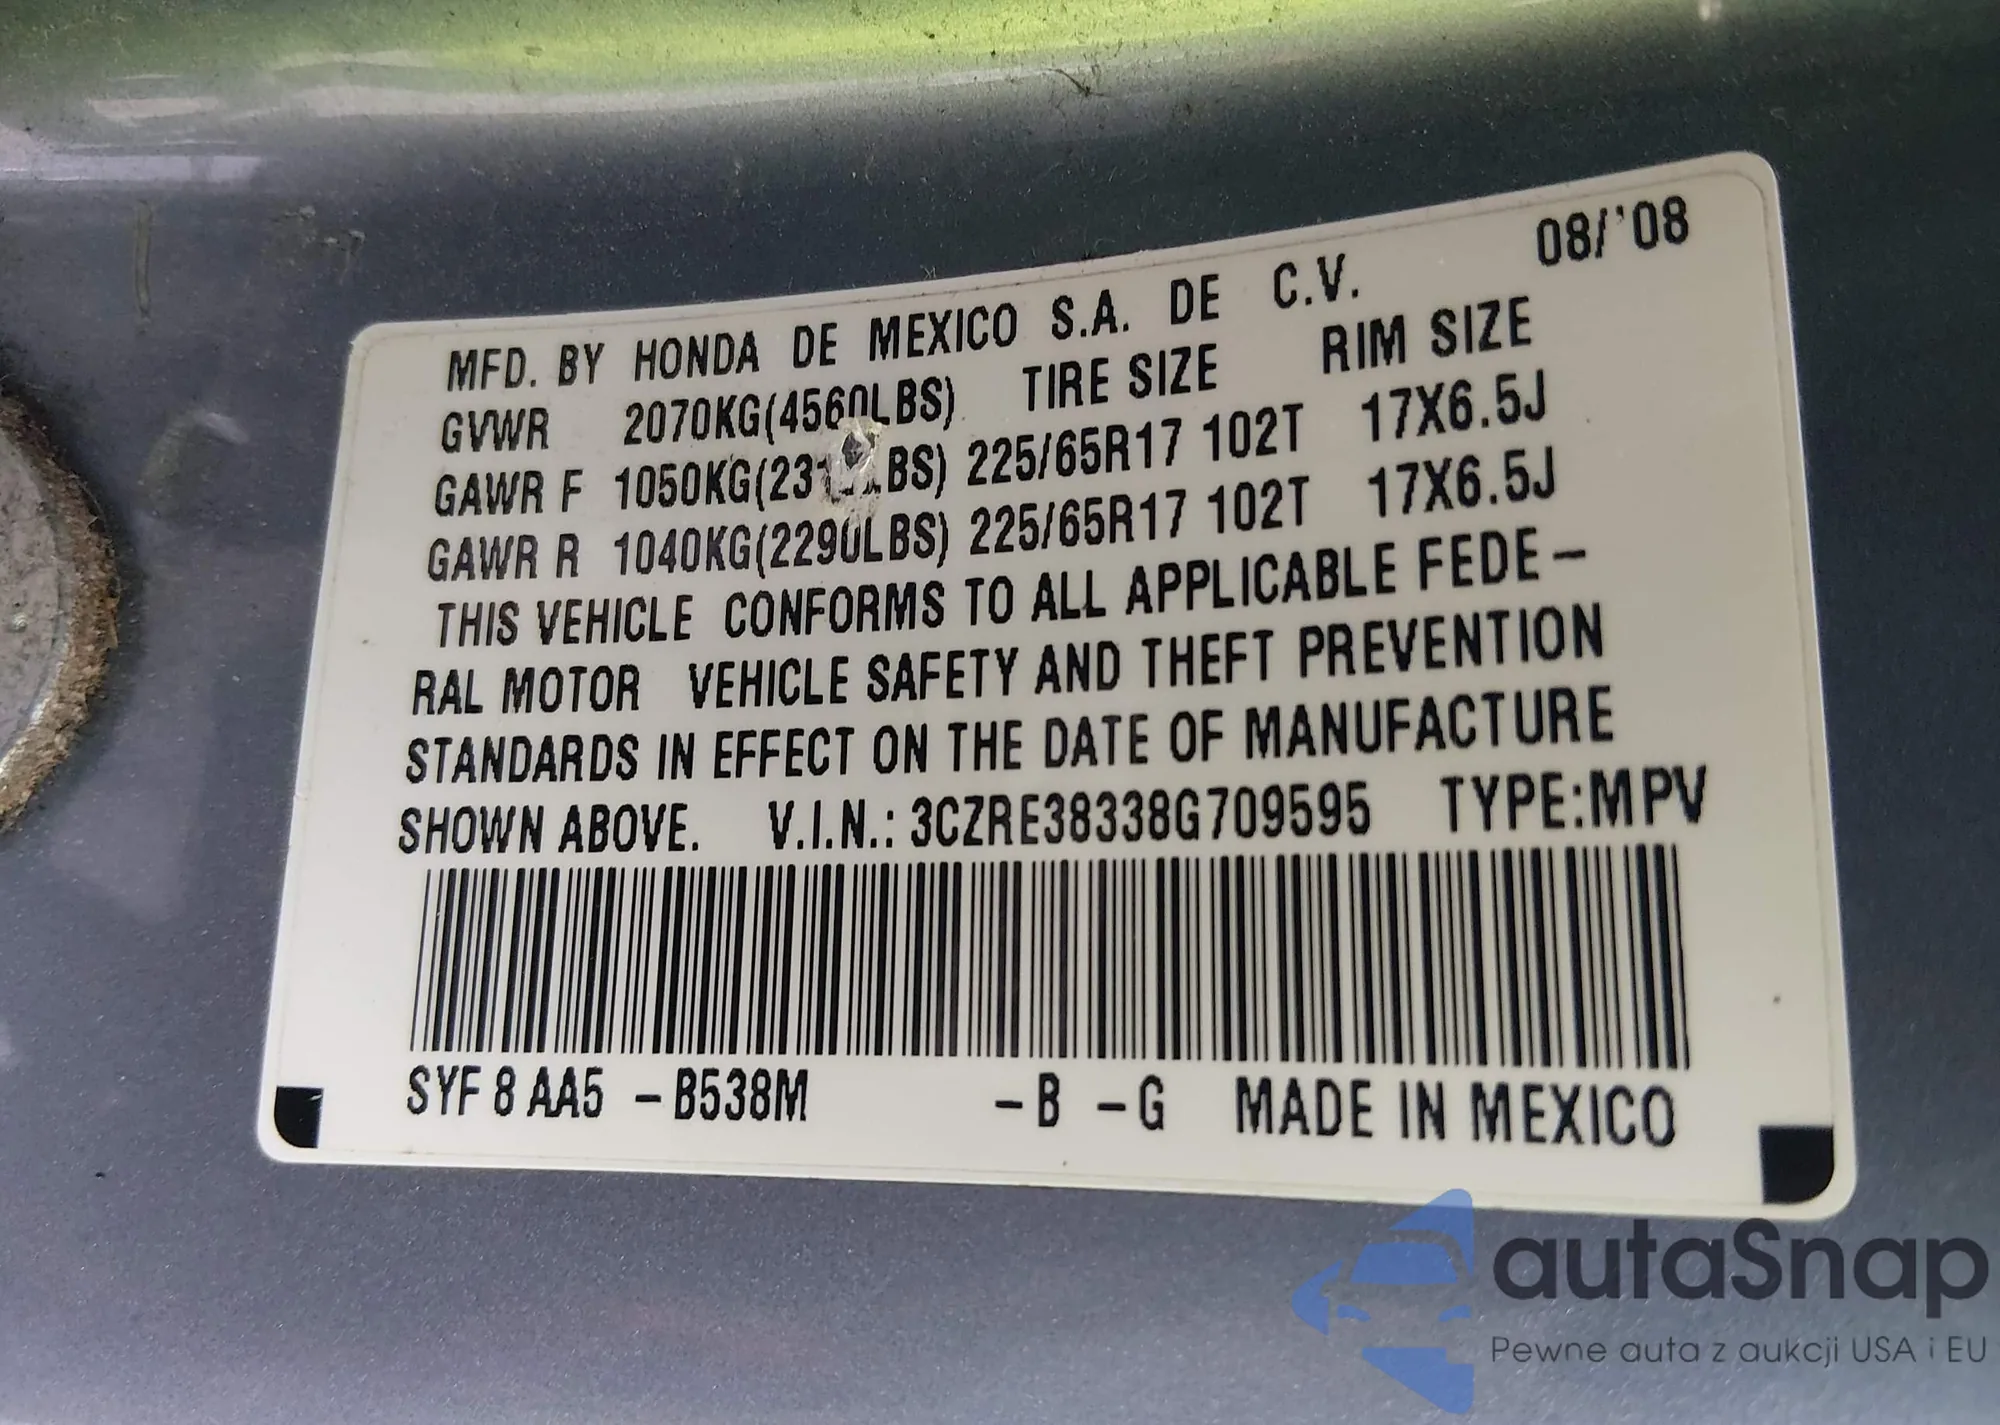 08/'08
MFD. BY HONDA DE MEXICO S.A. DE C.V.
GVWR 2070KG(4560LBS) TIRE SIZE RIM SIZE
GAWR F 1050KG( 225/65R17 102T 17X6.5J
GAWR R 1040KG(2290LBS) 225/65R17 102T 17X6.5J
THIS VEHICLE CONFORMS TO ALL APPLICABLE FEDE-
RAL MOTOR VEHICLE SAFETY AND THEFT PREVENTION
STANDARDS IN EFFECT ON THE DATE OF MANUFACTURE
SHOWN ABOVE. V.I.N.: 3CZRE38338G709595 TYPE:MPV
SYF 8 AA5 -B538M -B -G MADE IN MEXICO
autaSnap
Pewne auta z aukcji USA i EU